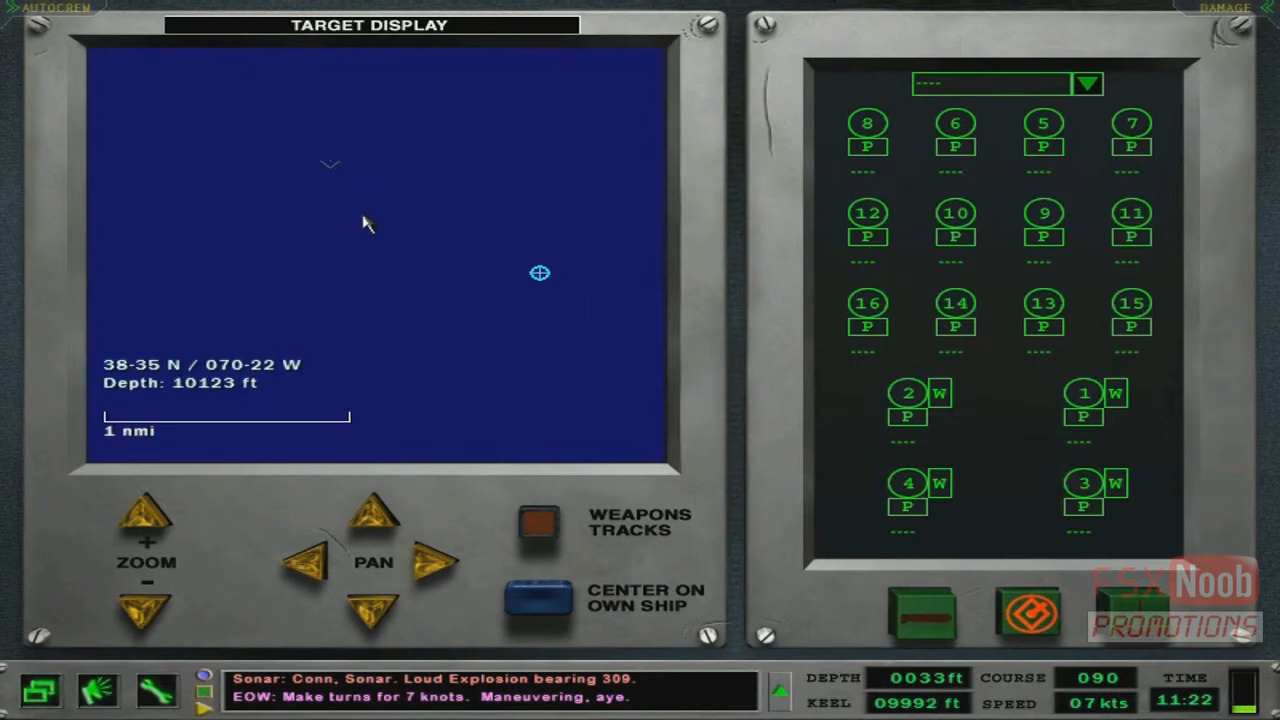 AUTOCREW
DAMAGE
TARGET DISPLAY
38-35 N / 070-22 W
Depth: 10123 ft
1 nmi
+
ZOOM
-
PAN
WEAPONS
TRACKS
CENTER ON
OWN SHIP
----
8 6 5 7
P P P P
---- ---- ---- ----
12 10 9 11
P P P P
---- ---- ---- ----
16 14 13 15
P P P P
---- ---- ---- ----
2 W 1 W
P P
---- ----
4 W 3 W
P P
---- ----
FSX Noob
PROMOTIONS
Sonar: Conn, Sonar. Loud Explosion bearing 309.
EOW: Make turns for 7 knots. Maneuvering, aye.
DEPTH 0033ft COURSE 090 TIME
KEEL 09992 ft SPEED 07 kts 11:22